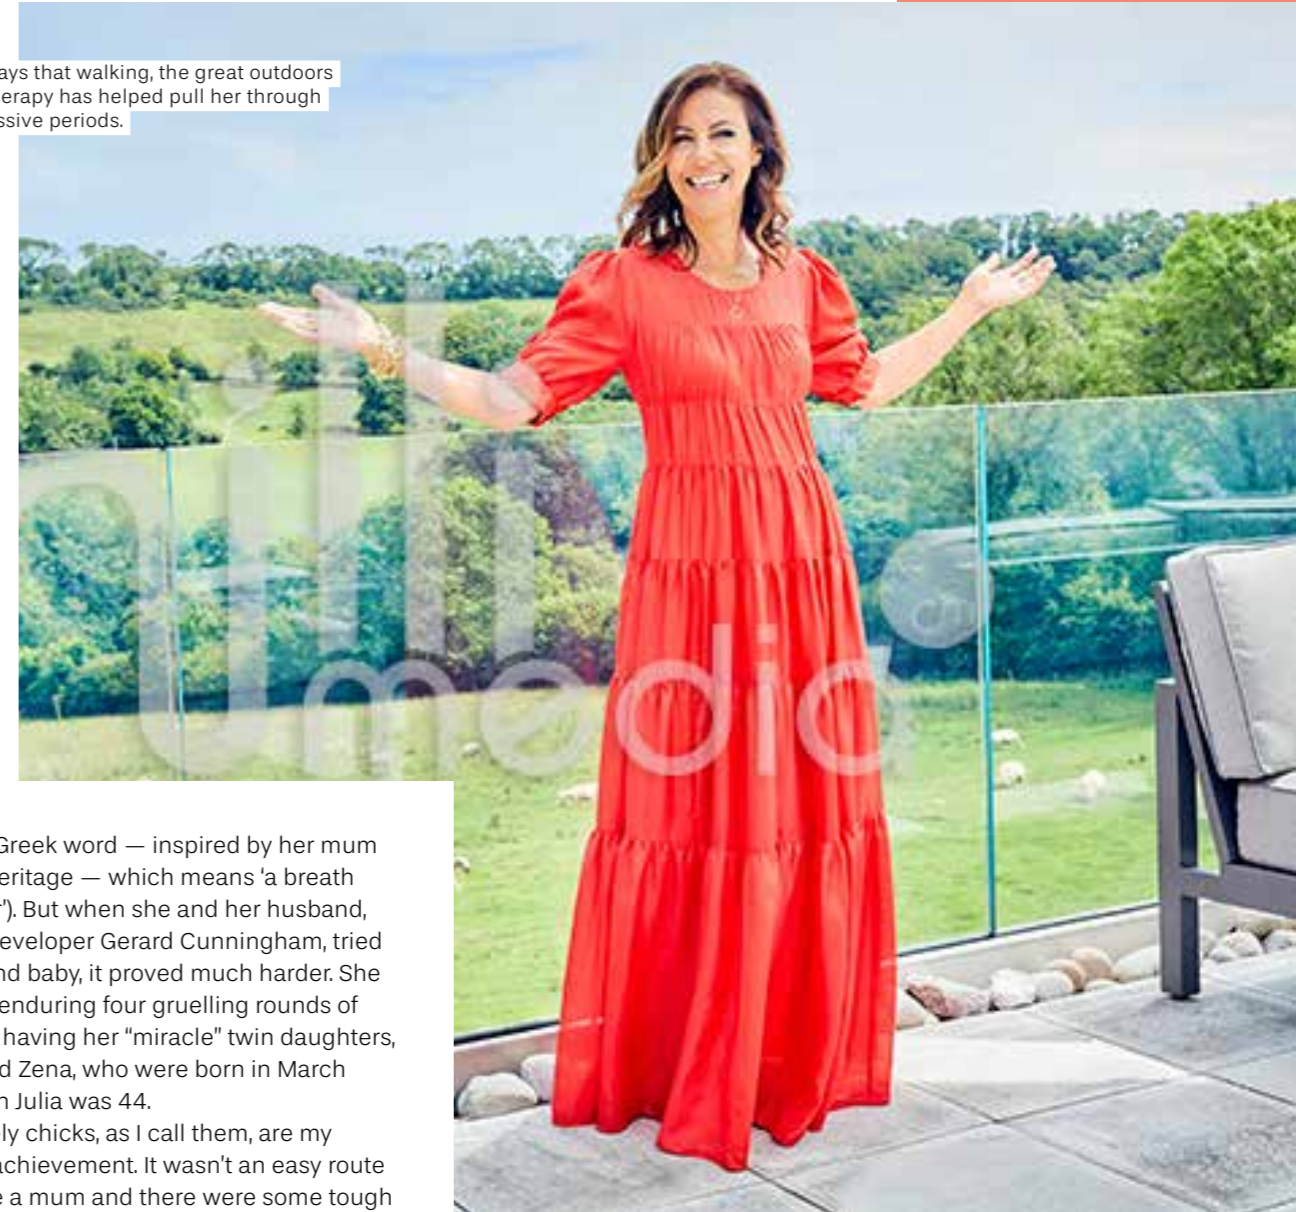 ays that walking, the great outdoors
erapy has helped pull her through
ssive periods.
media
Greek word — inspired by her mum
eritage — which means ‘a breath
r’). But when she and her husband,
eveloper Gerard Cunningham, tried
nd baby, it proved much harder. She
enduring four gruelling rounds of
having her “miracle” twin daughters,
d Zena, who were born in March
n Julia was 44.
ly chicks, as I call them, are my
achievement. It wasn’t an easy route
e a mum and there were some tough